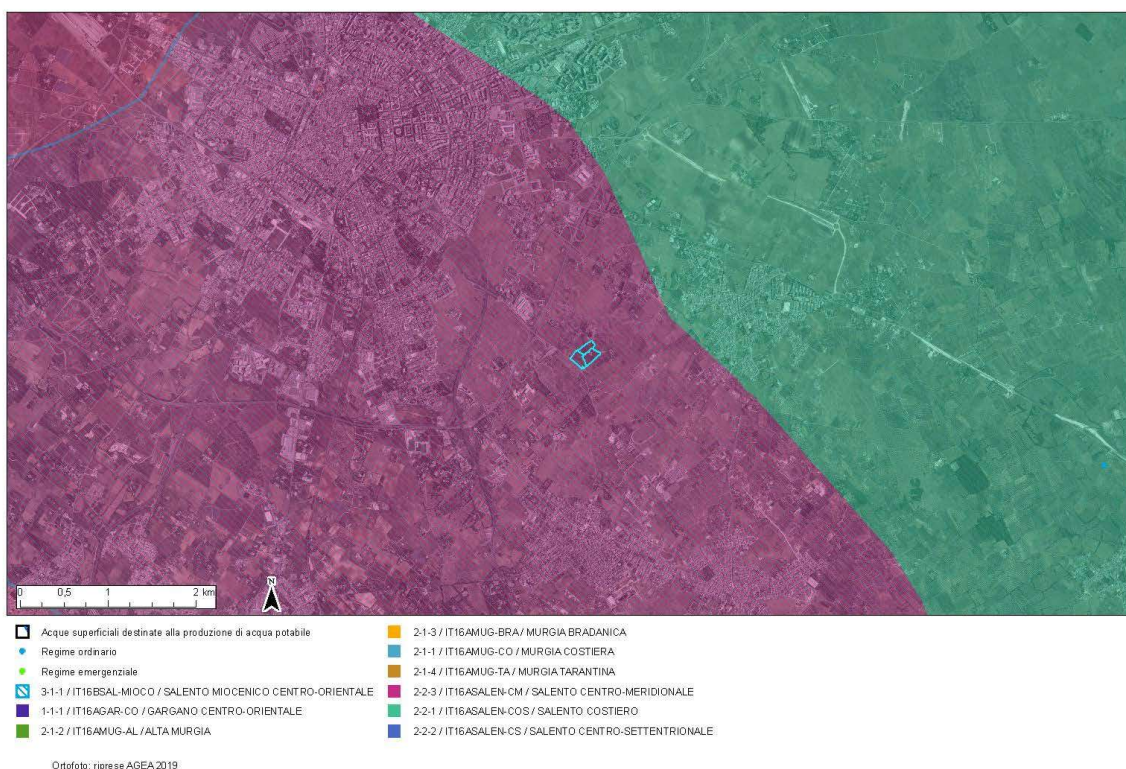 N
0 0,5 1 2 km
Acque superficiali destinate alla produzione di acqua potabile
Regime ordinario
Regime emergenziale
3-1-1 / IT16BSAL-MIOCO / SALENTO MIOCENICO CENTRO-ORIENTALE
1-1-1 / IT16AGAR-CO / GARGANO CENTRO-ORIENTALE
2-1-2 / IT16AMUG-AL / ALTA MURGIA
2-1-3 / IT16AMUG-BRA / MURGIA BRADANICA
2-1-1 / IT16AMUG-CO / MURGIA COSTIERA
2-1-4 / IT16AMUG-TA / MURGIA TARANTINA
2-2-3 / IT16ASALEN-CM / SALENTO CENTRO-MERIDIONALE
2-2-1 / IT16ASALEN-COS / SALENTO COSTIERO
2-2-2 / IT16ASALEN-CS / SALENTO CENTRO-SETTENTRIONALE
Ortofoto: riprese AGEA 2019